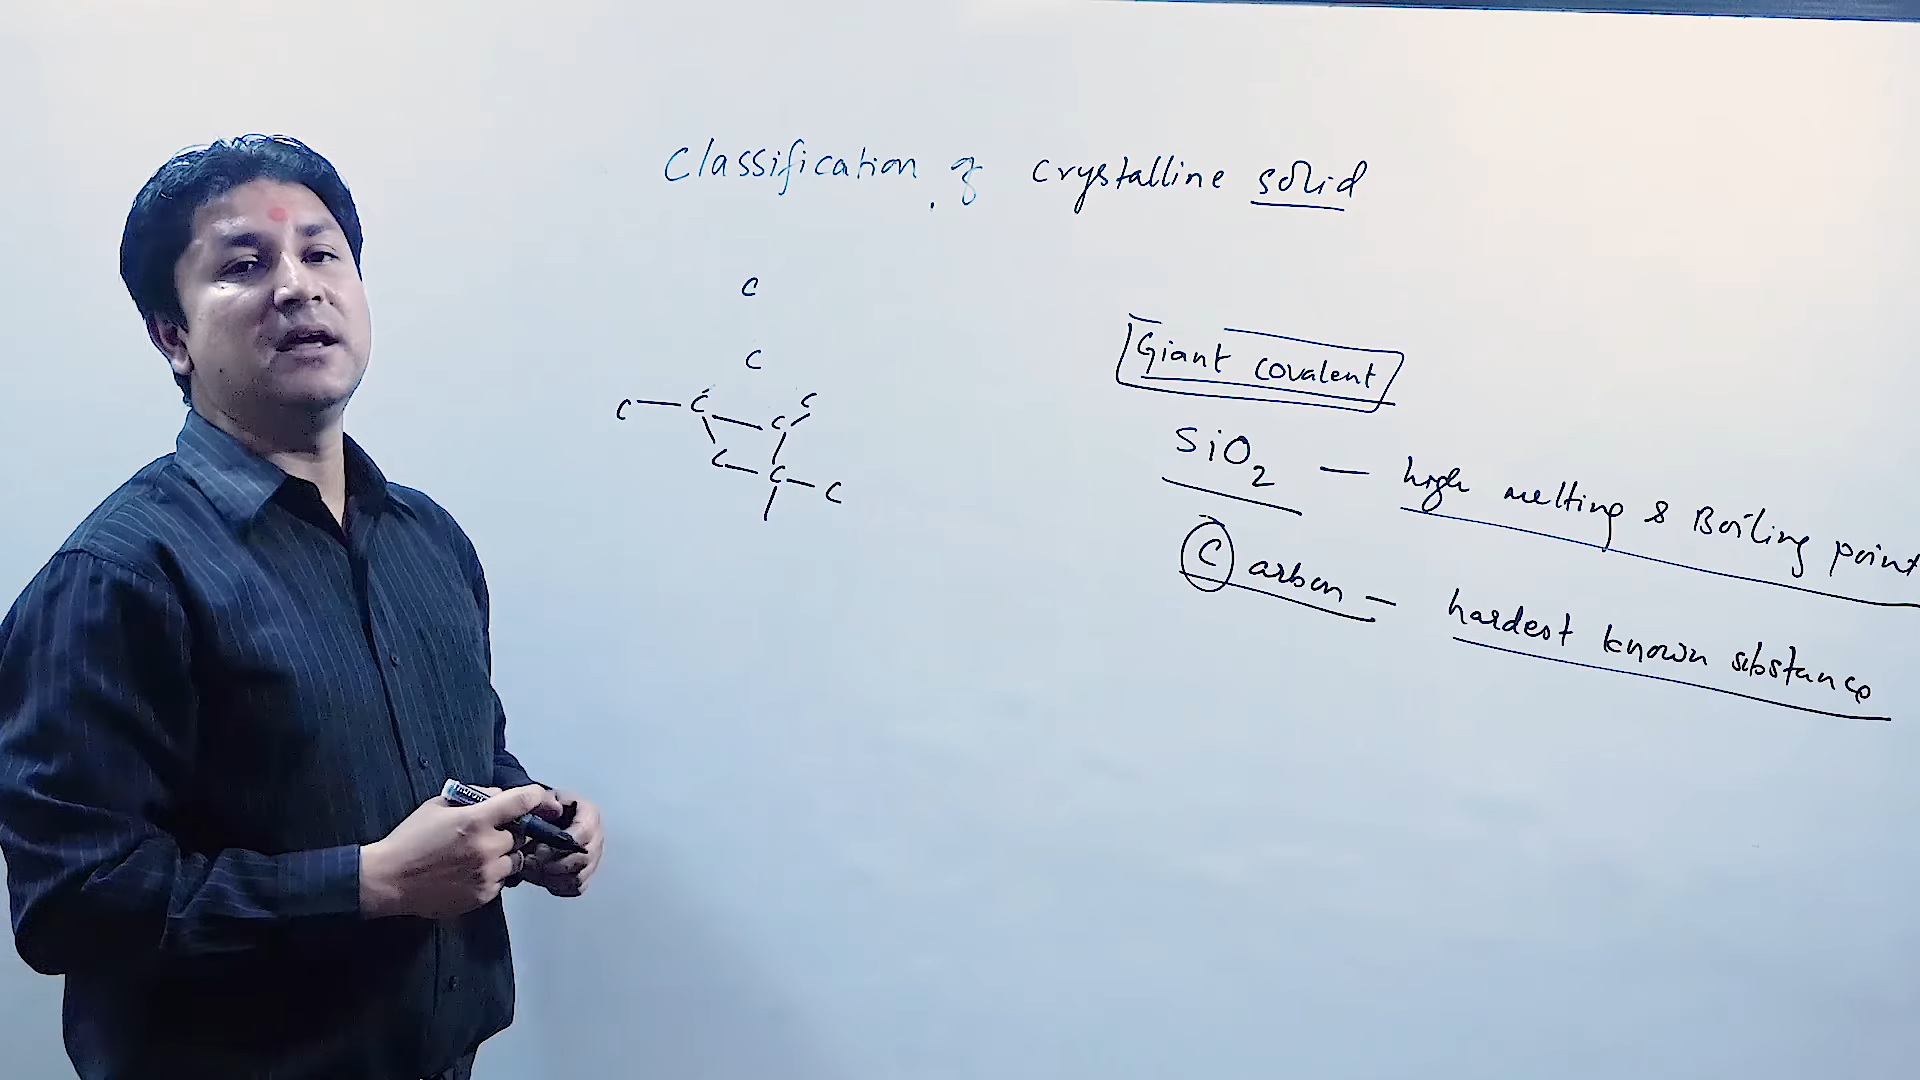 Classification of crystalline solid
C
C
C — C — C = C
C — C — C
Giant covalent
SiO2 — high melting & Boiling point
Carbon — hardest known substance